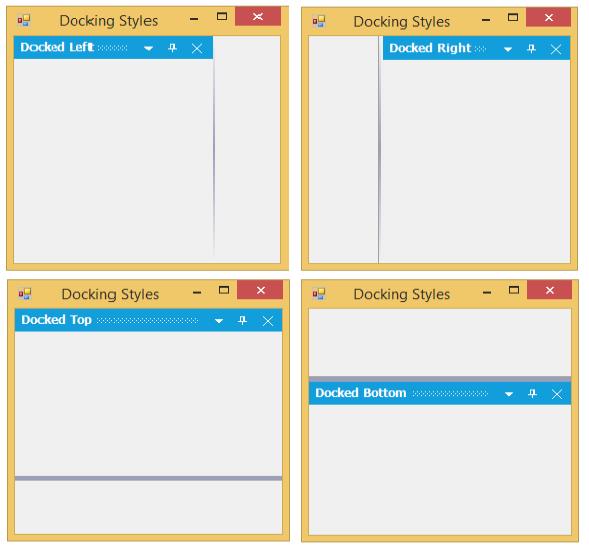 Docking Styles
Docked Left
Docking Styles
Docked Right
Docking Styles
Docked Top
Docking Styles
Docked Bottom